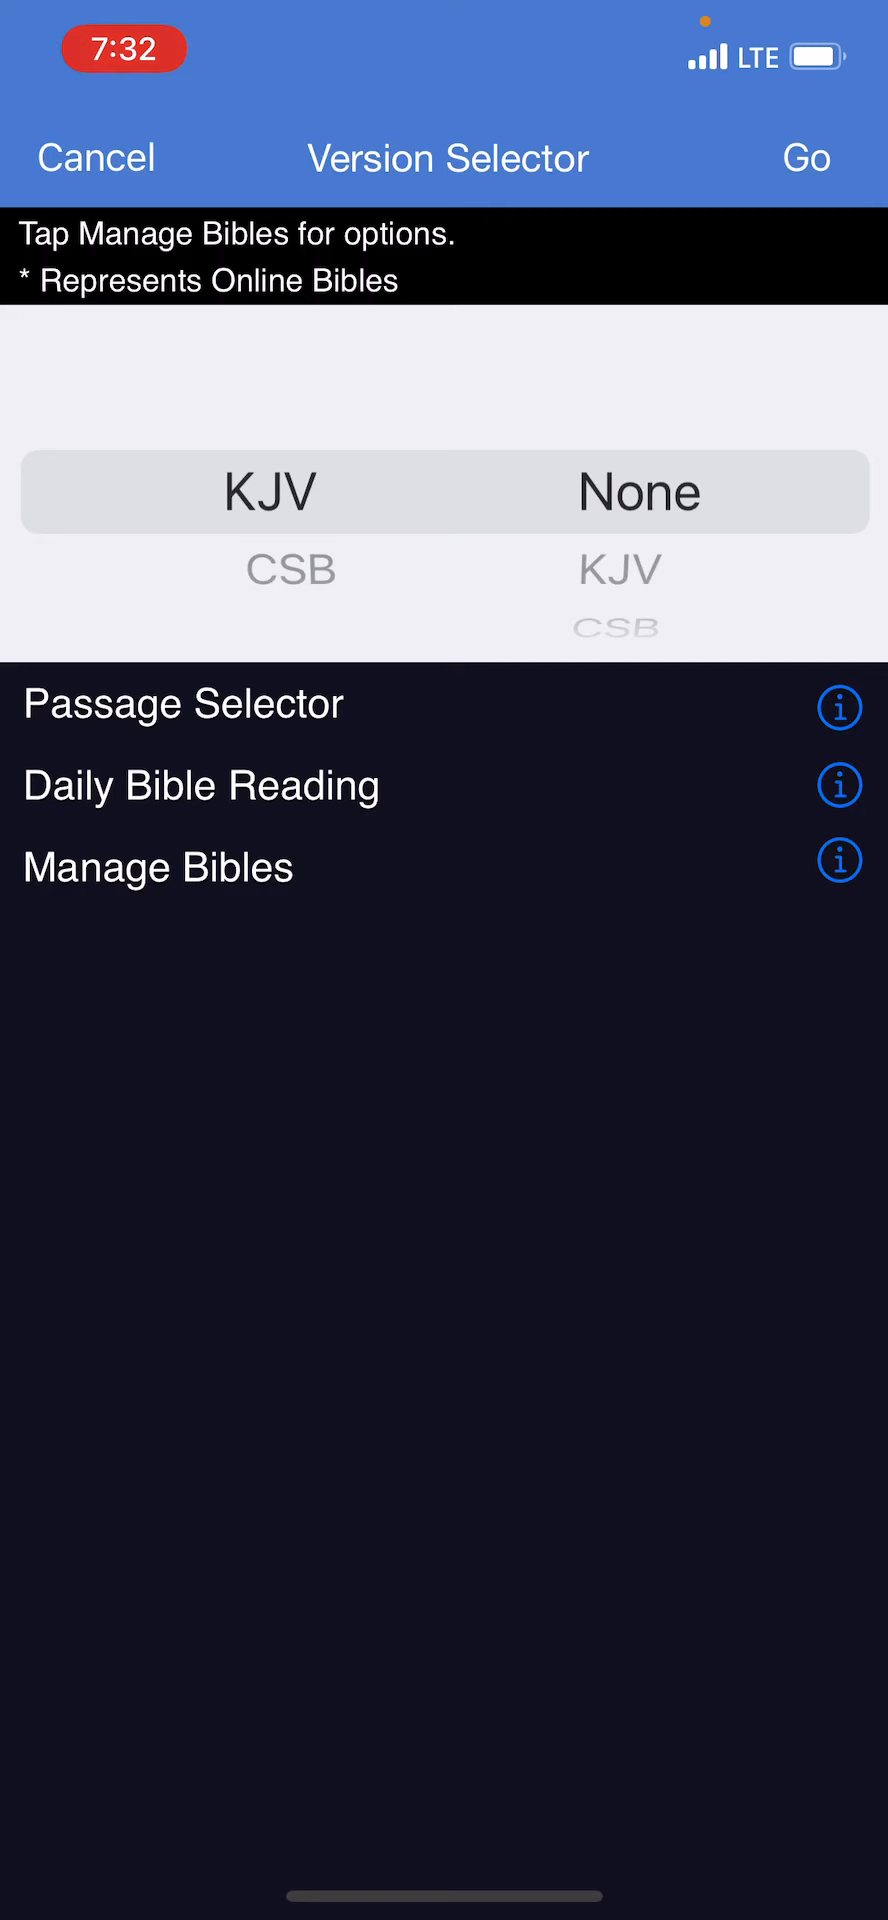 7:32 LTE
Cancel Version Selector Go
Tap Manage Bibles for options.
* Represents Online Bibles
KJV None
CSB KJV
CSB
Passage Selector
Daily Bible Reading
Manage Bibles